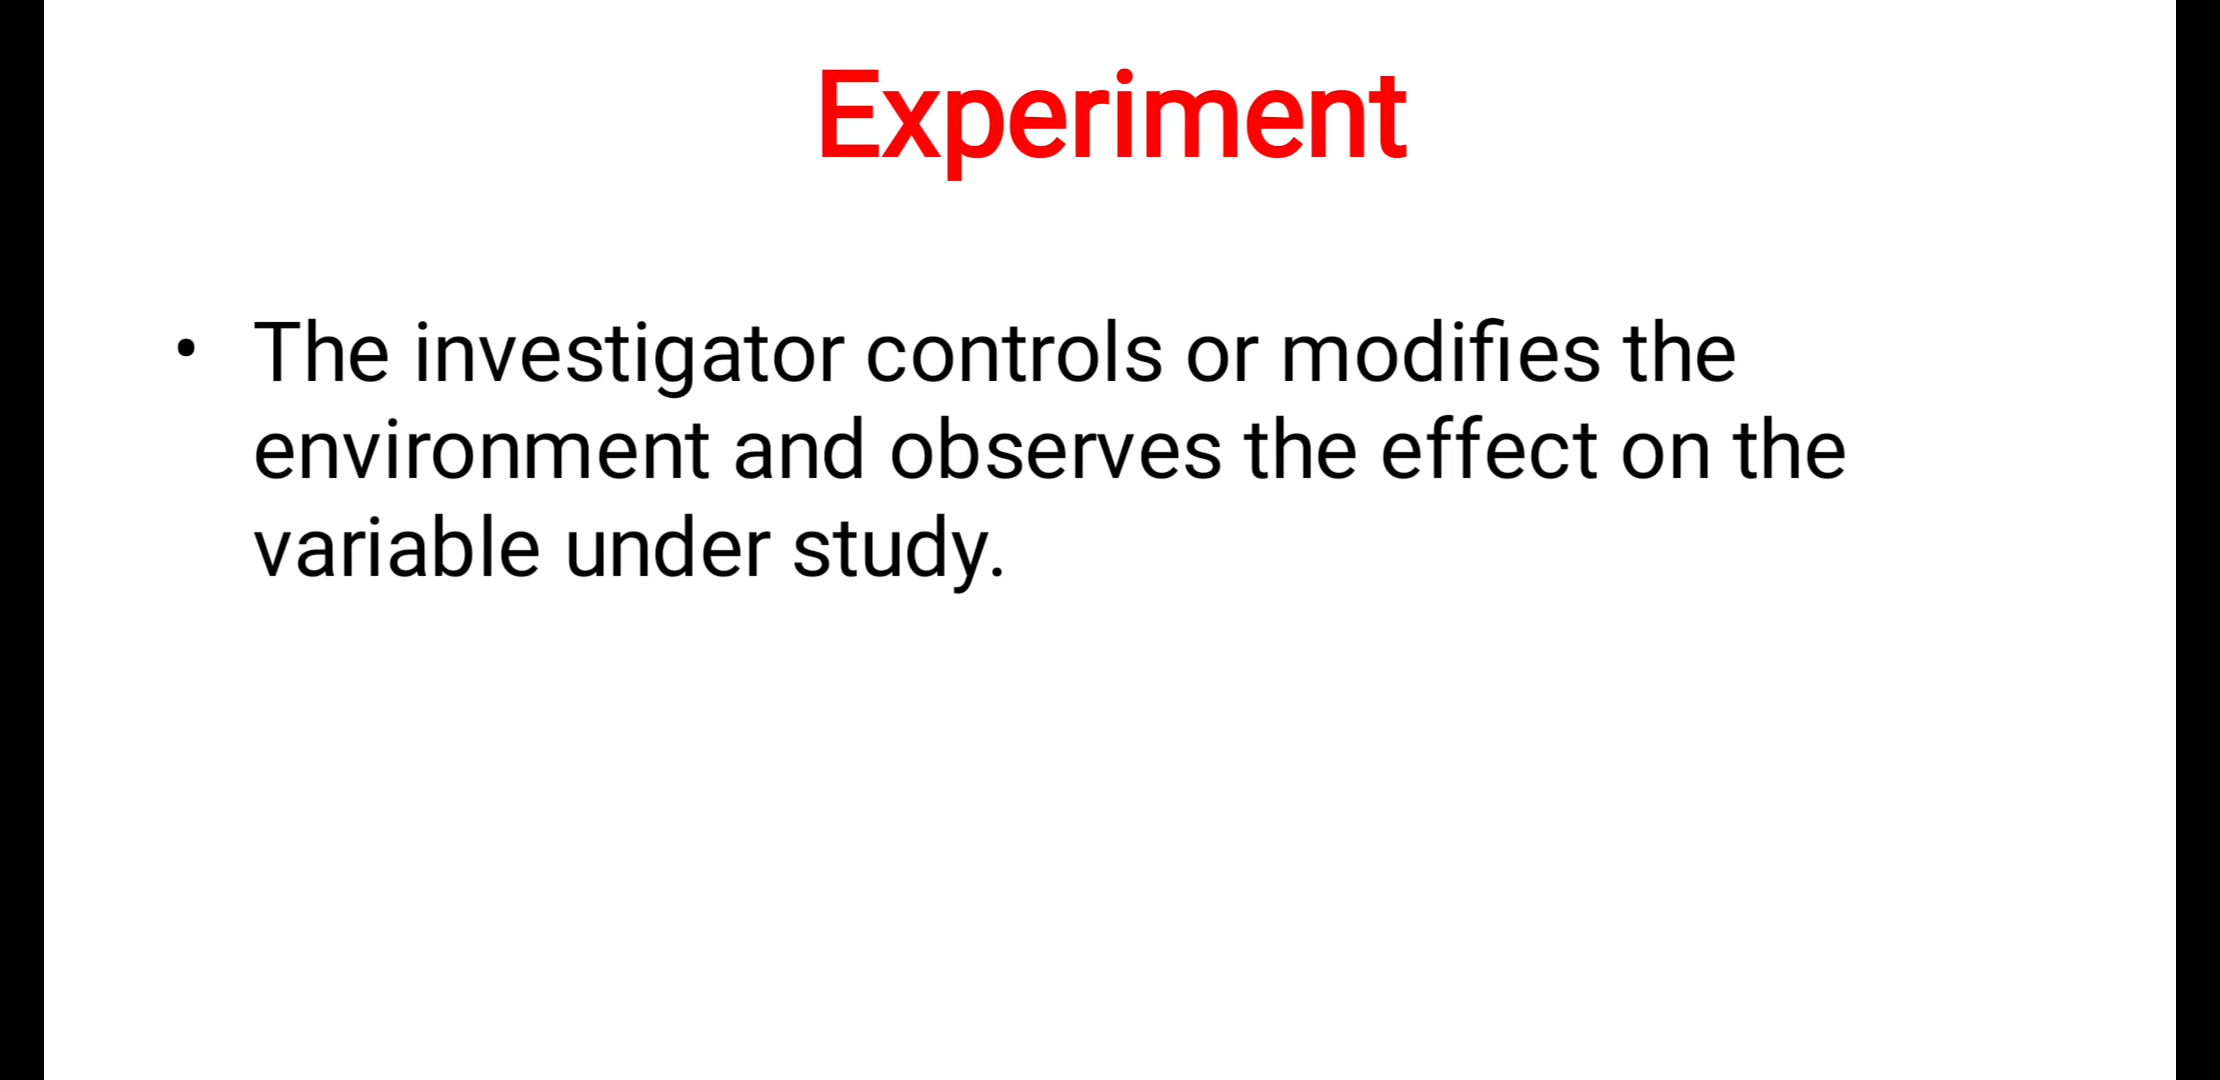 Experiment
• The investigator controls or modifies the
environment and observes the effect on the
variable under study.